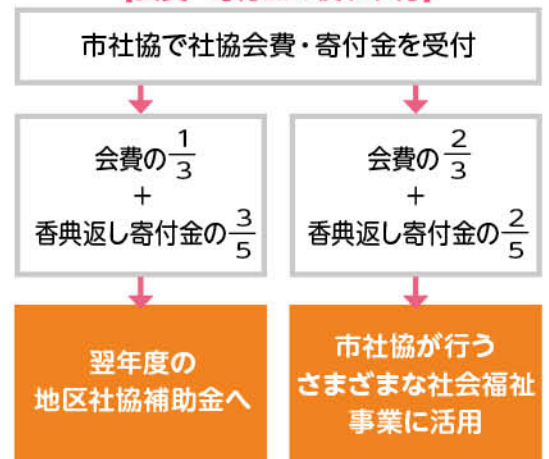 市社協で社協会費・寄付金を受付
会費の1/3
+
香典返し寄付金の3/5
会費の2/3
+
香典返し寄付金の2/5
翌年度の
地区社協補助金へ
市社協が行う
さまざまな社会福祉
事業に活用